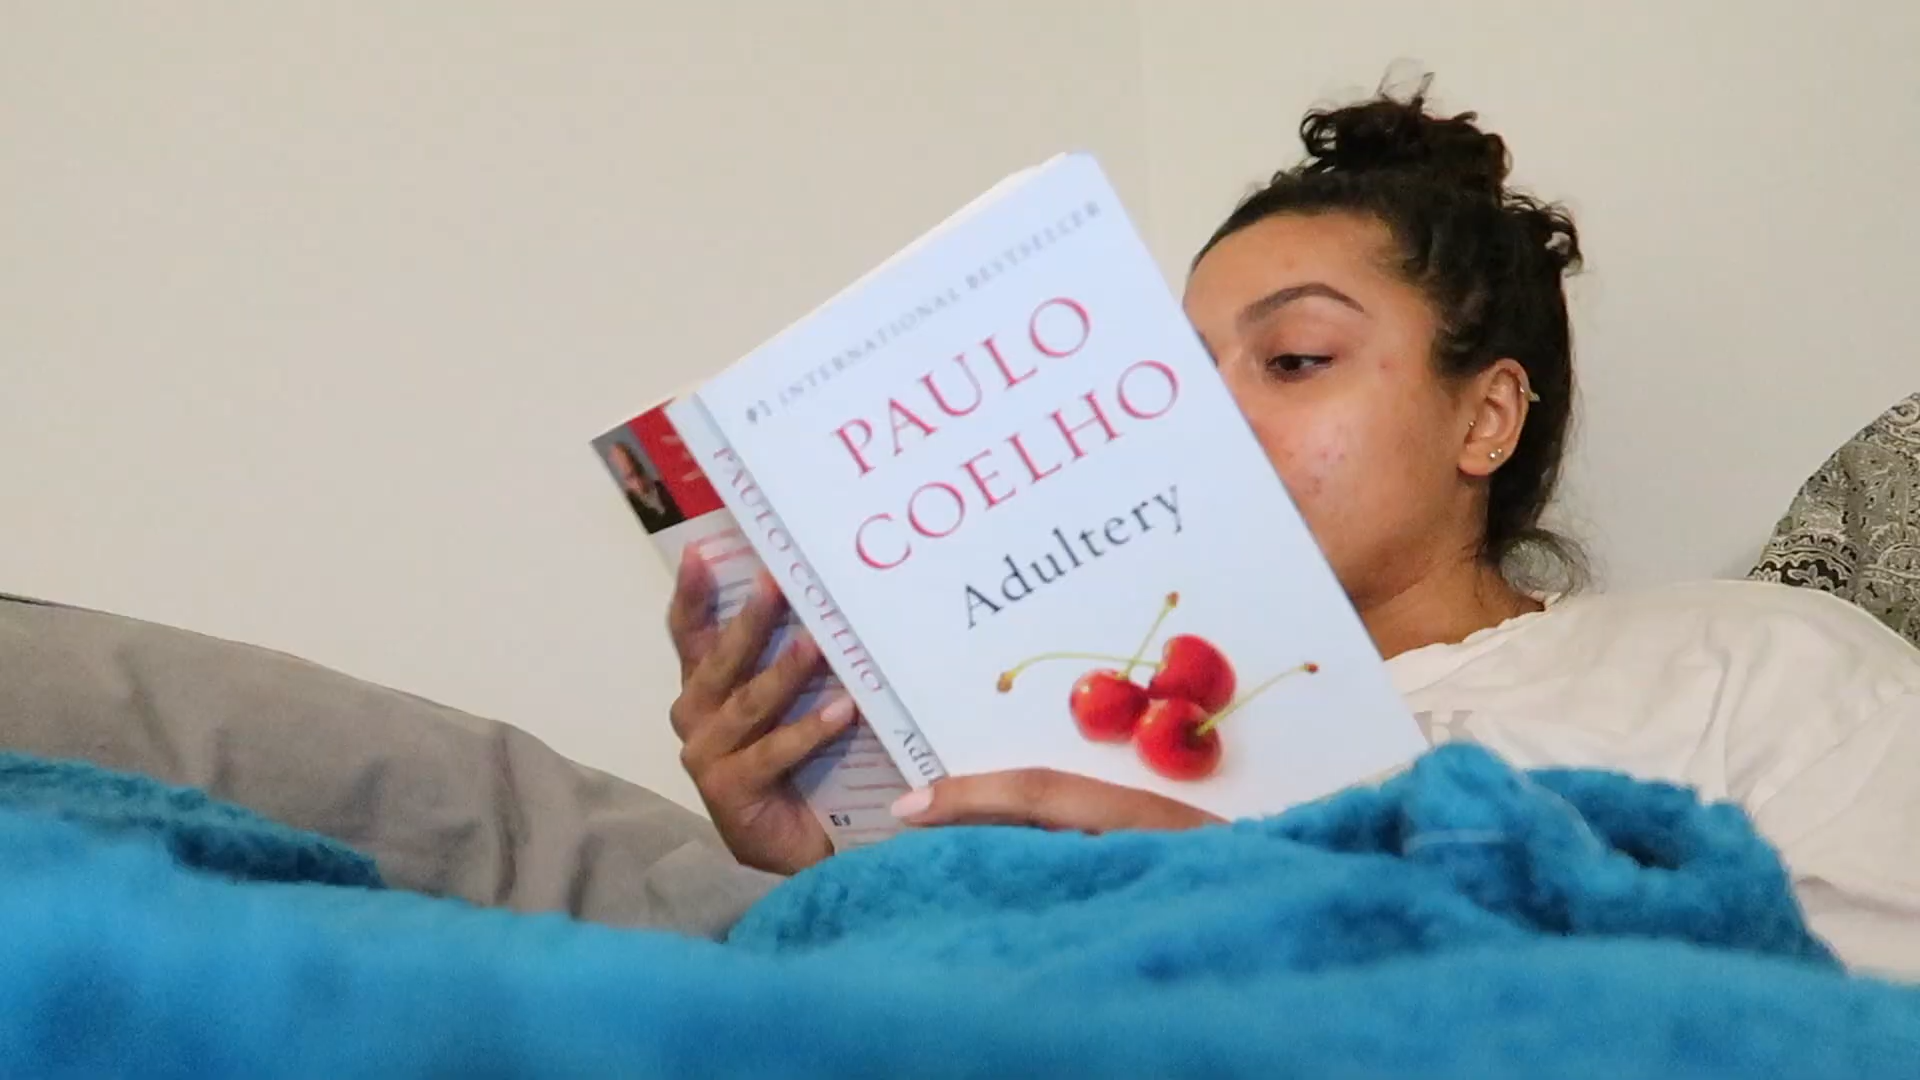 #1 INTERNATIONAL BESTSELLER
PAULO
COELHO
Adultery
PAULO COELHO